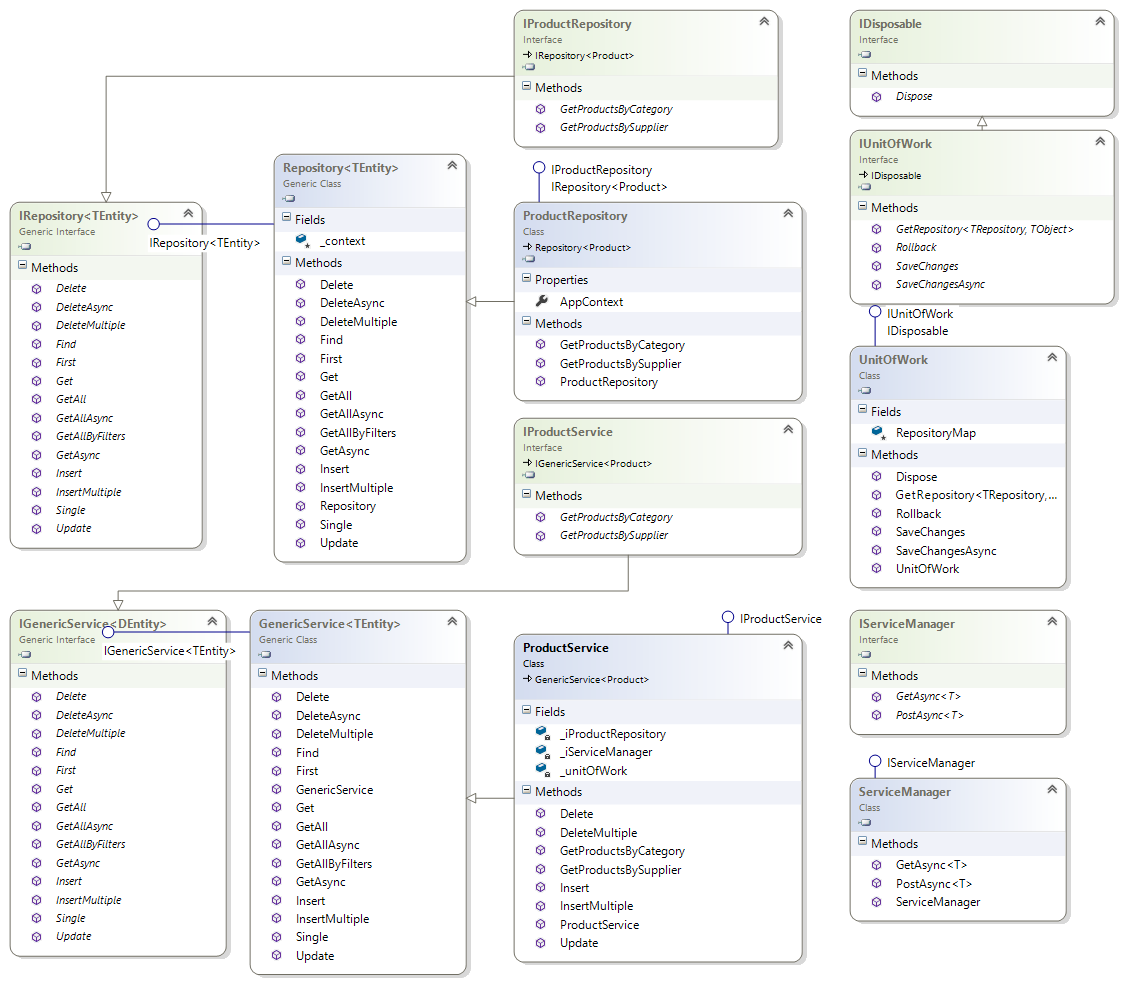 IProductRepository
Interface
IRepository<Product>
Methods
GetProductsByCategory
GetProductsBySupplier
IDisposable
Interface
Methods
Dispose
IUnitOfWork
Interface
IDisposable
Methods
GetRepository<TRepository, TObject>
Rollback
SaveChanges
SaveChangesAsync
IRepository<TEntity>
Generic Interface
Methods
Delete
DeleteAsync
DeleteMultiple
Find
First
Get
GetAll
GetAllAsync
GetAllByFilters
GetAsync
Insert
InsertMultiple
Single
Update
IRepository<TEntity>
Repository<TEntity>
Generic Class
Fields
_context
Methods
Delete
DeleteAsync
DeleteMultiple
Find
First
Get
GetAll
GetAllAsync
GetAllByFilters
GetAsync
Insert
InsertMultiple
Repository
Single
Update
IProductRepository
IRepository<Product>
ProductRepository
Class
Repository<Product>
Properties
AppContext
Methods
GetProductsByCategory
GetProductsBySupplier
ProductRepository
IUnitOfWork
IDisposable
UnitOfWork
Class
Fields
RepositoryMap
Methods
Dispose
GetRepository<TRepository,...
Rollback
SaveChanges
SaveChangesAsync
UnitOfWork
IProductService
Interface
IGenericService<Product>
Methods
GetProductsByCategory
GetProductsBySupplier
IGenericService<DEntity>
Generic Interface
Methods
Delete
DeleteAsync
DeleteMultiple
Find
First
Get
GetAll
GetAllAsync
GetAllByFilters
GetAsync
Insert
InsertMultiple
Single
Update
IGenericService<TEntity>
GenericService<TEntity>
Generic Class
Methods
Delete
DeleteAsync
DeleteMultiple
Find
First
GenericService
Get
GetAll
GetAllAsync
GetAllByFilters
GetAsync
Insert
InsertMultiple
Single
Update
IProductService
ProductService
Class
GenericService<Product>
Fields
_iProductRepository
_iServiceManager
_unitOfWork
Methods
Delete
DeleteMultiple
GetProductsByCategory
GetProductsBySupplier
Insert
InsertMultiple
ProductService
Update
IServiceManager
Interface
Methods
GetAsync<T>
PostAsync<T>
IServiceManager
ServiceManager
Class
Methods
GetAsync<T>
PostAsync<T>
ServiceManager